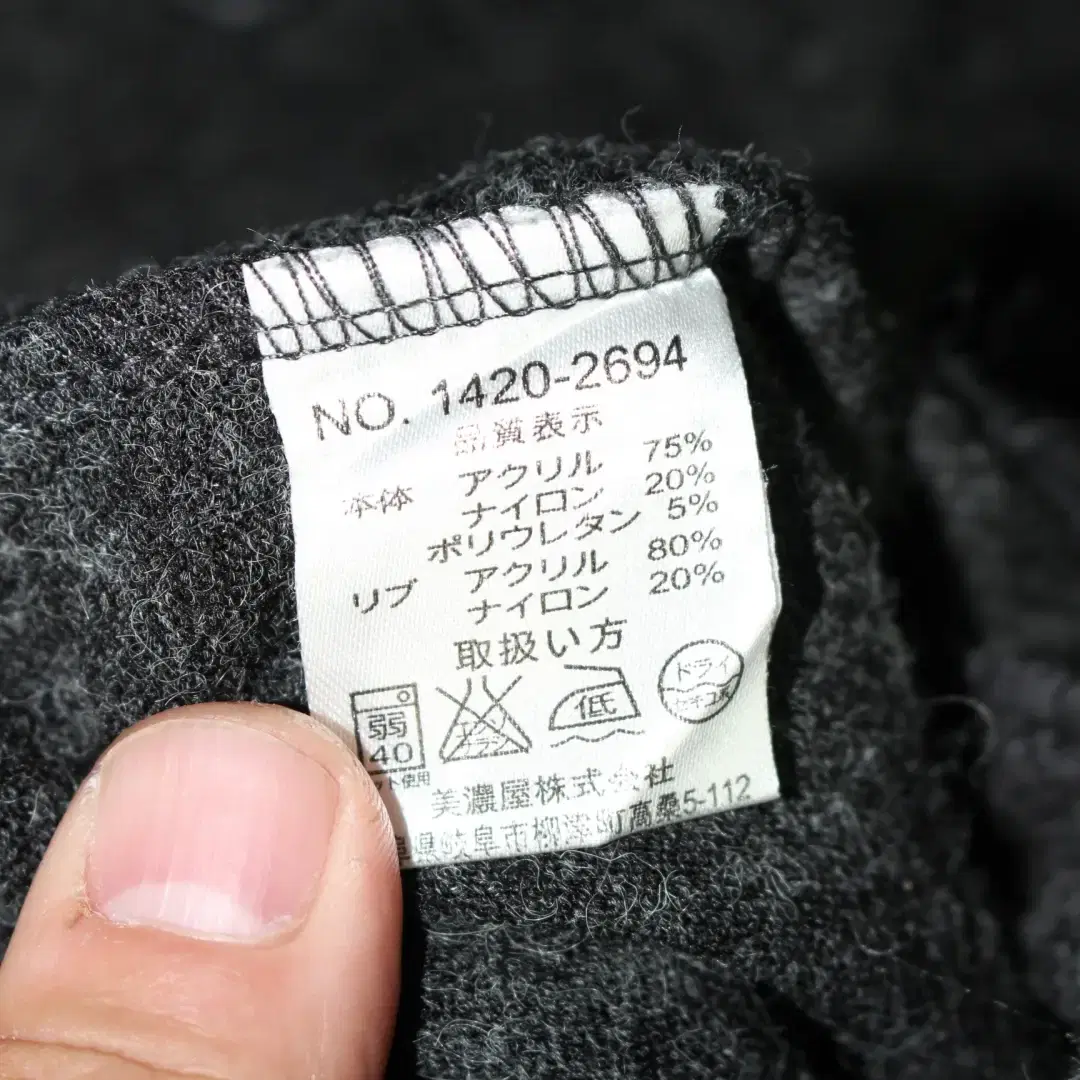 NO. 1420-2694
品質表示
本体 アクリル 75%
ナイロン 20%
ポリウレタン 5%
リブ アクリル 80%
ナイロン 20%
取扱い方
弱 40 低 ドライ
使用
美濃屋株式会社
県岐阜市柳津町高桑5-112